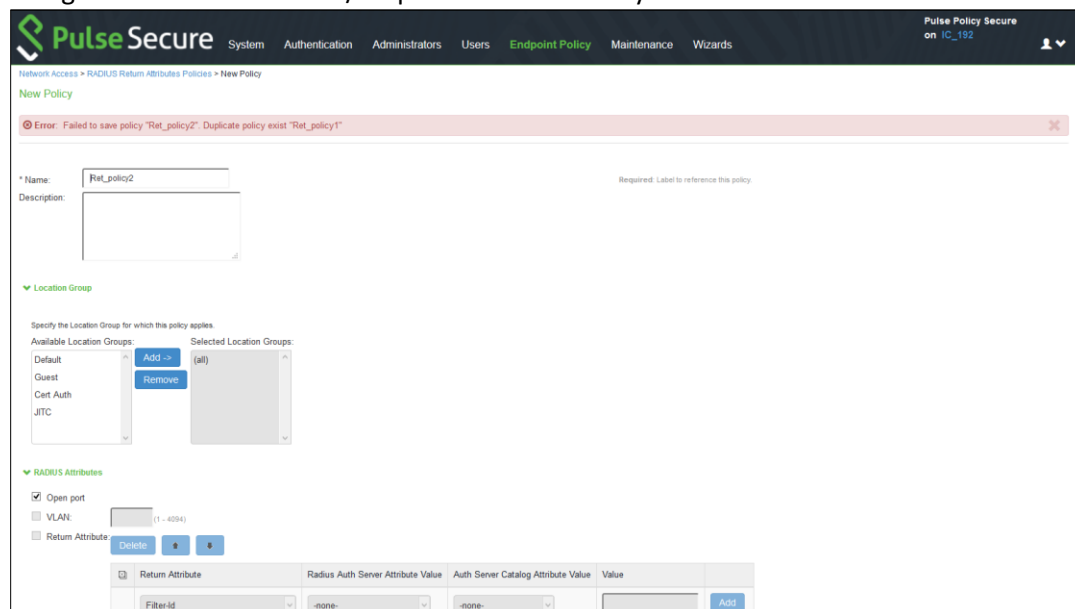 Pulse Secure
System Authentication Administrators Users Endpoint Policy Maintenance Wizards
Pulse Policy Secure
on IC_192
Network Access > RADIUS Return Attributes Policies > New Policy
New Policy
Error: Failed to save policy "Ret_policy2". Duplicate policy exist "Ret_policy1"
* Name: Ret_policy2
Required: Label to reference this policy.
Description:
Location Group
Specify the Location Group for which this policy applies.
Available Location Groups: Selected Location Groups:
Default Add -> (all)
Guest Remove
Cert Auth
JITC
RADIUS Attributes
Open port
VLAN: (1 - 4094)
Return Attribute: Delete
Return Attribute Radius Auth Server Attribute Value Auth Server Catalog Attribute Value Value
Filter-Id -none- -none- Add